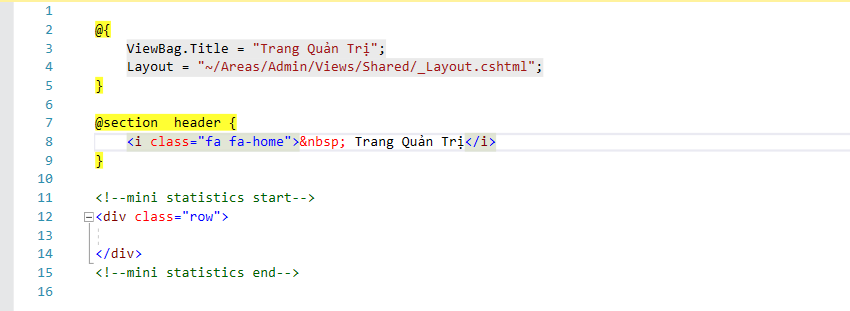 1
2 @{
3 ViewBag.Title = "Trang Quản Trị";
4 Layout = "~/Areas/Admin/Views/Shared/_Layout.cshtml";
5 }
6
7 @section  header {
8 <i class="fa fa-home">&nbsp; Trang Quản Trị</i>
9 }
10
11 <!--mini statistics start-->
12 <div class="row">
13
14 </div>
15 <!--mini statistics end-->
16